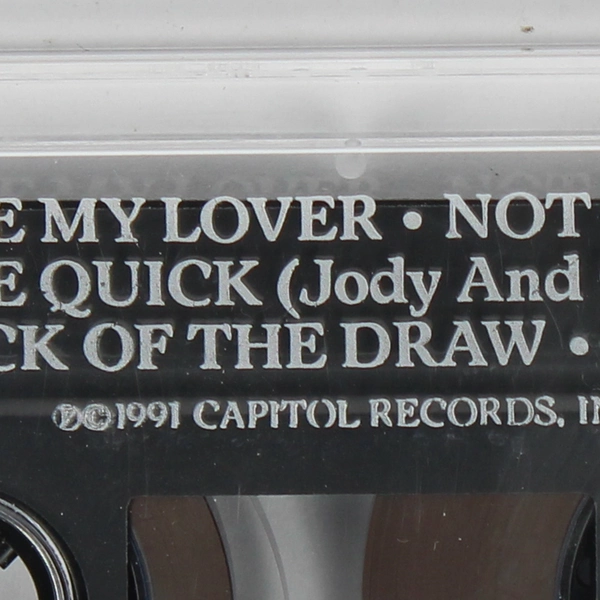 E MY LOVER • NOT
E QUICK (Jody And
CK OF THE DRAW •
℗©1991 CAPITOL RECORDS, IN